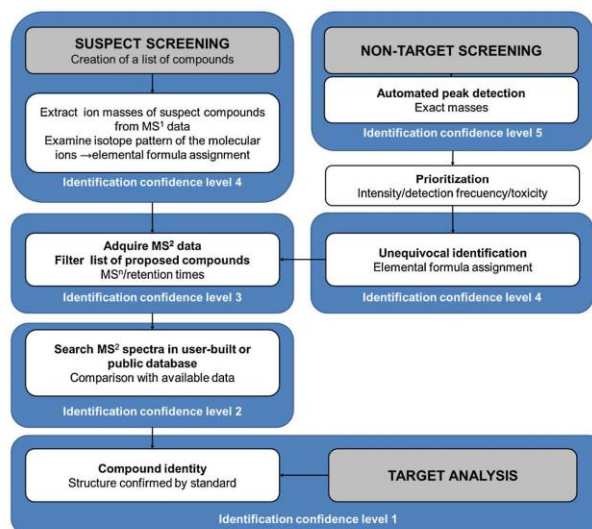 SUSPECT SCREENING
Creation of a list of compounds
Extract ion masses of suspect compounds
from MS¹ data
Examine isotope pattern of the molecular
ions →elemental formula assignment
Identification confidence level 4
NON-TARGET SCREENING
Automated peak detection
Exact masses
Identification confidence level 5
Prioritization
Intensity/detection frecuency/toxicity
Unequivocal identification
Elemental formula assignment
Identification confidence level 4
Adquire MS² data
Filter list of proposed compounds
MSⁿ/retention times
Identification confidence level 3
Search MS² spectra in user-built or
public database
Comparison with available data
Identification confidence level 2
Compound identity
Structure confirmed by standard
TARGET ANALYSIS
Identification confidence level 1